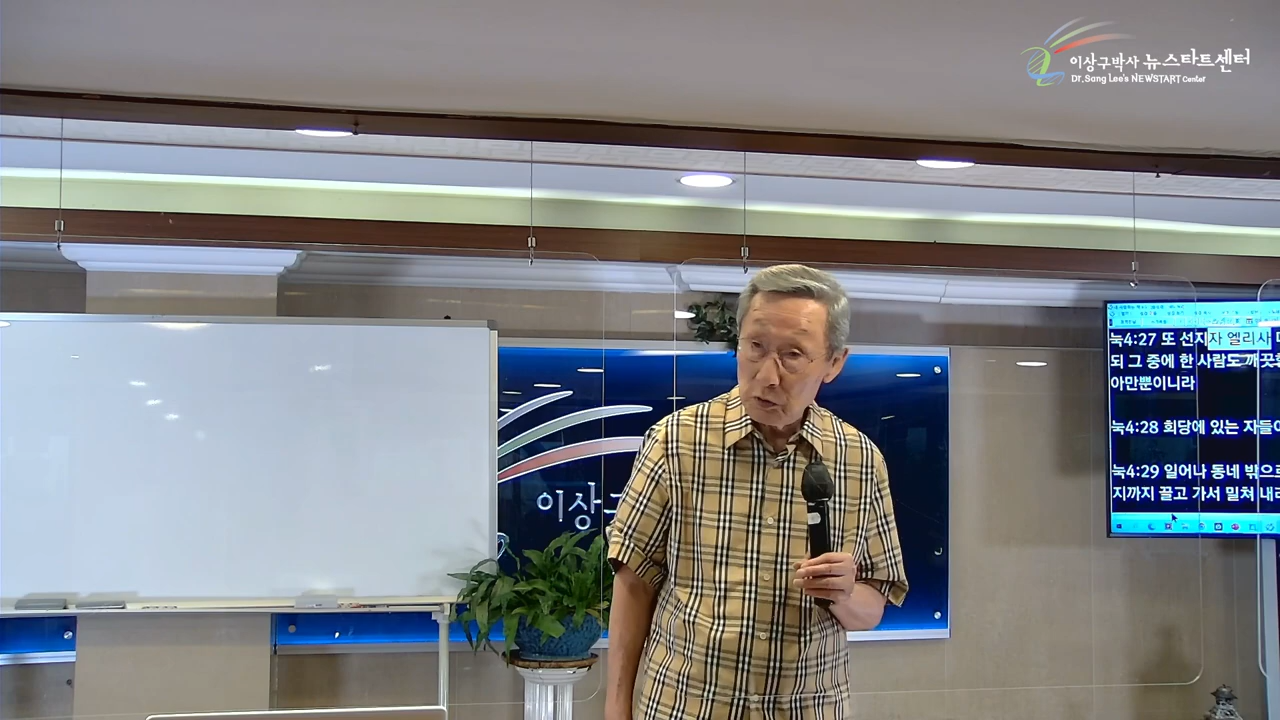 이상구박사 뉴스타트센터
Dr. Sang Lee's NEWSTART Center
눅4:27 또 선지자 엘리사
되 그 중에 한 사람도 깨끗
아만뿐이니라
눅4:28 회당에 있는 자들이
눅4:29 일어나 동네 밖으로
지까지 끌고 가서 밀쳐 내
이상